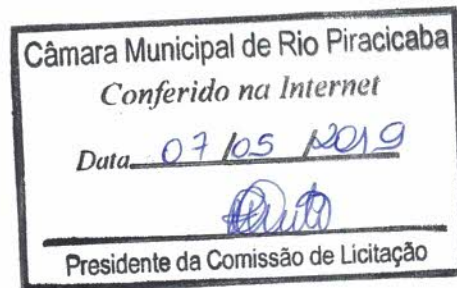 Câmara Municipal de Rio Piracicaba
Conferido na Internet
Data 07/05/2019
Presidente da Comissão de Licitação